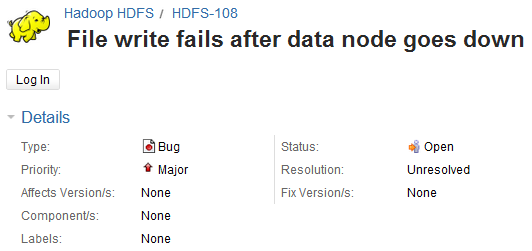 Hadoop HDFS / HDFS-108
File write fails after data node goes down
Log In
Details
Type: Bug Status: Open
Priority: Major Resolution: Unresolved
Affects Version/s: None Fix Version/s: None
Component/s: None
Labels: None